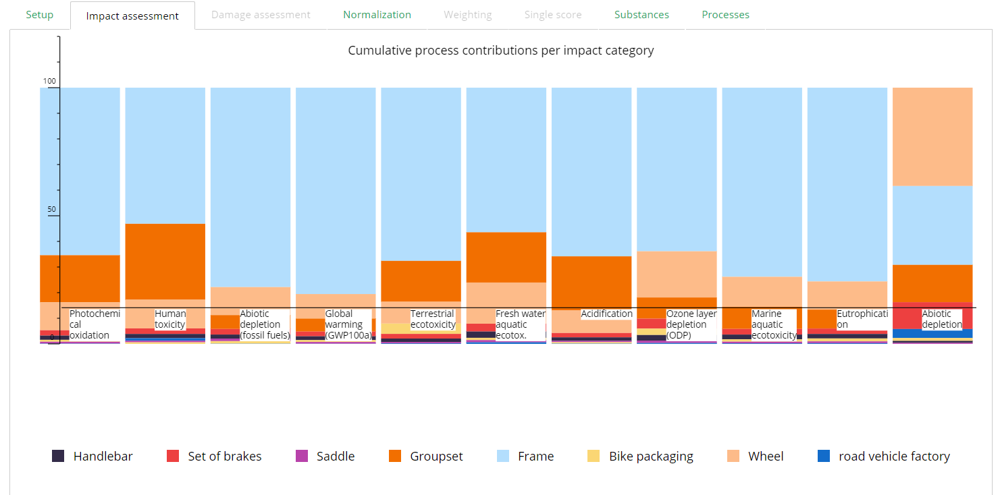 Setup Impact assessment Damage assessment Normalization Weighting Single score Substances Processes
Cumulative process contributions per impact category
100
50
0
Photochemi
cal
oxidation
Human
toxicity
Abiotic
depletion
(fossil fuels)
Global
warming
(GWP100a)
Terrestrial
ecotoxicity
Fresh water
aquatic
ecotox.
Acidification
Ozone layer
depletion
(ODP)
Marine
aquatic
ecotoxicity
Eutrophicati
on
Abiotic
depletion
Handlebar Set of brakes Saddle Groupset Frame Bike packaging Wheel road vehicle factory